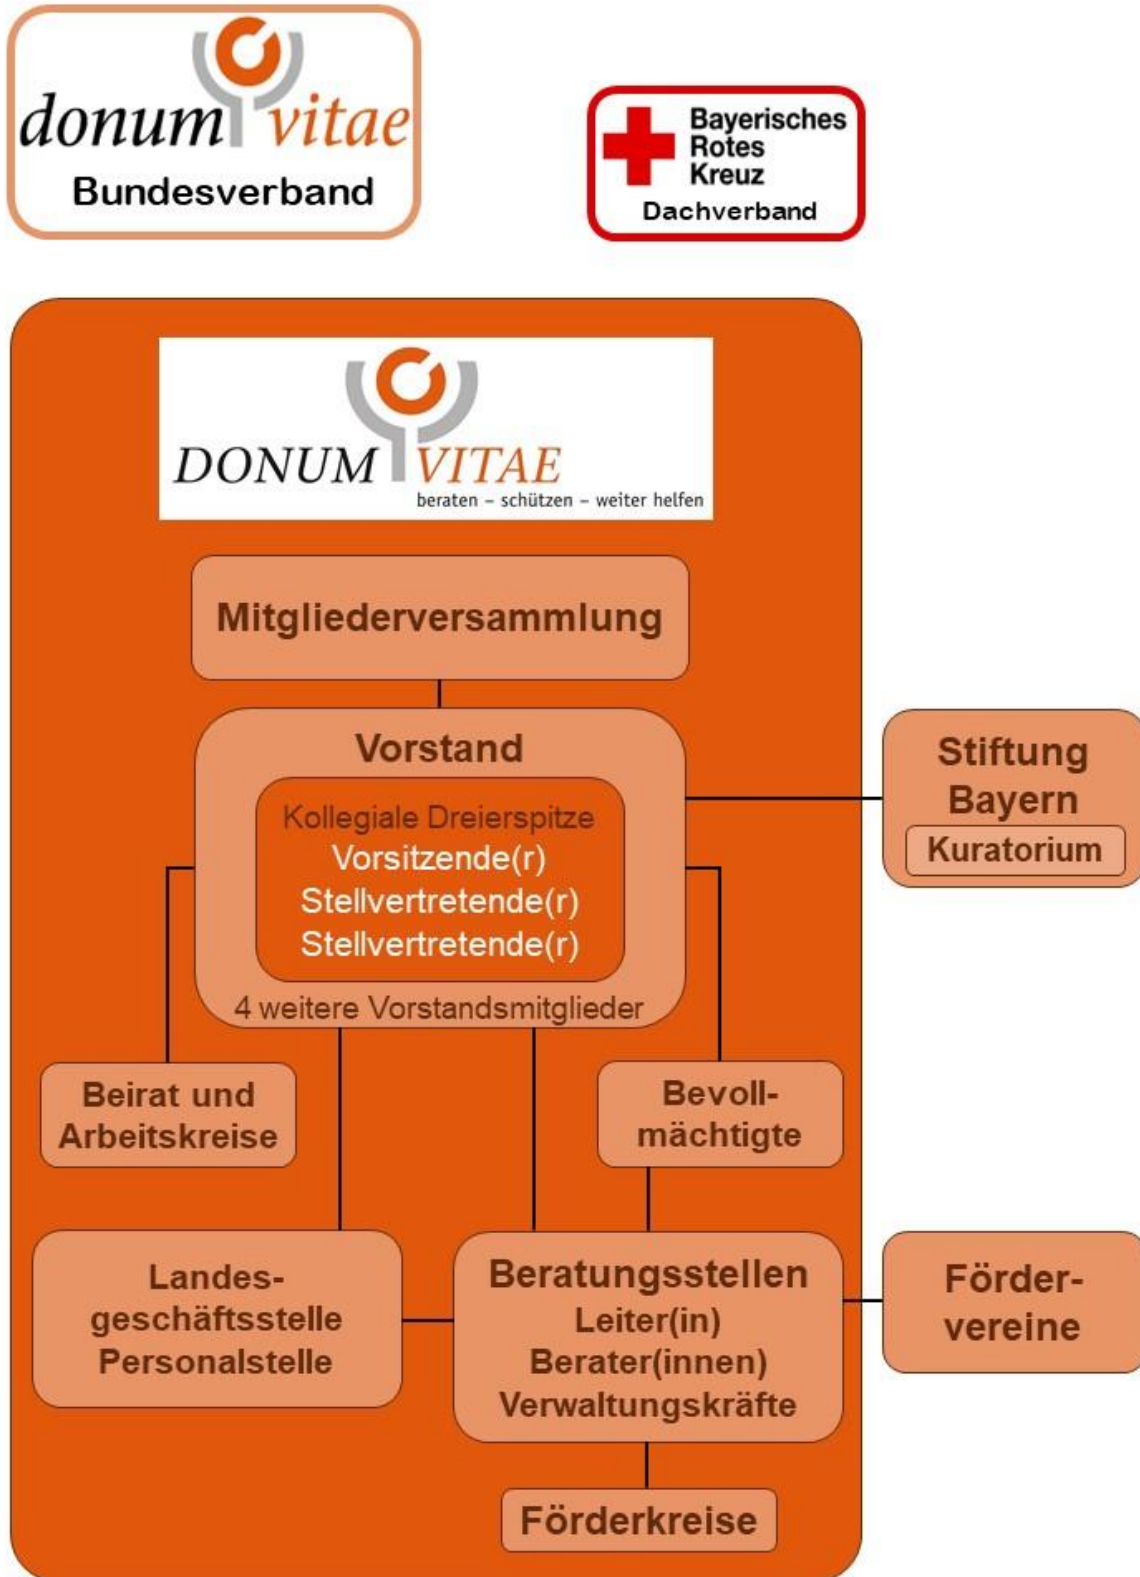 donum vitae
Bundesverband
Bayerisches
Rotes
Kreuz
Dachverband
DONUM VITAE
beraten – schützen – weiter helfen
Mitgliederversammlung
Vorstand
Kollegiale Dreierspitze
Vorsitzende(r)
Stellvertretende(r)
Stellvertretende(r)
4 weitere Vorstandsmitglieder
Stiftung
Bayern
Kuratorium
Beirat und
Arbeitskreise
Bevoll-
mächtigte
Landes-
geschäftsstelle
Personalstelle
Beratungsstellen
Leiter(in)
Berater(innen)
Verwaltungskräfte
Förder-
vereine
Förderkreise